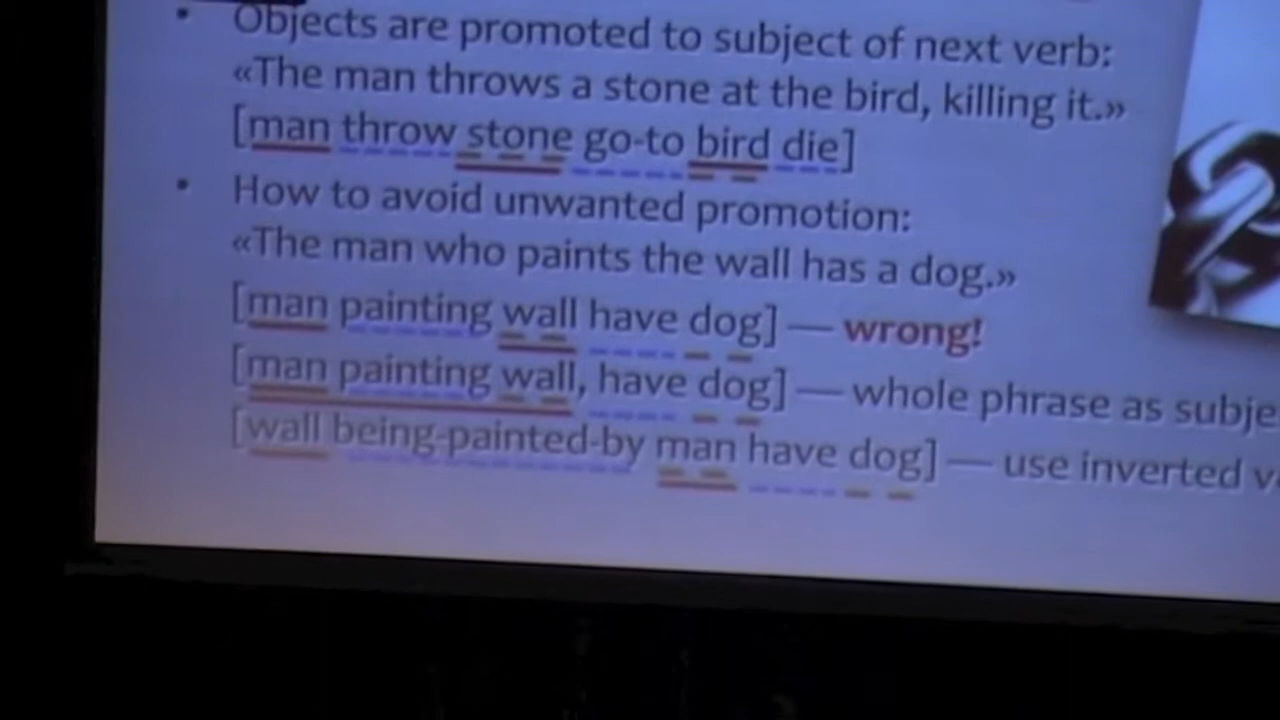 • Objects are promoted to subject of next verb:
«The man throws a stone at the bird, killing it.»
[man throw stone go-to bird die]
• How to avoid unwanted promotion:
«The man who paints the wall has a dog.»
[man painting wall have dog] — wrong!
[man painting wall, have dog] — whole phrase as subje
[wall being-painted-by man have dog] — use inverted